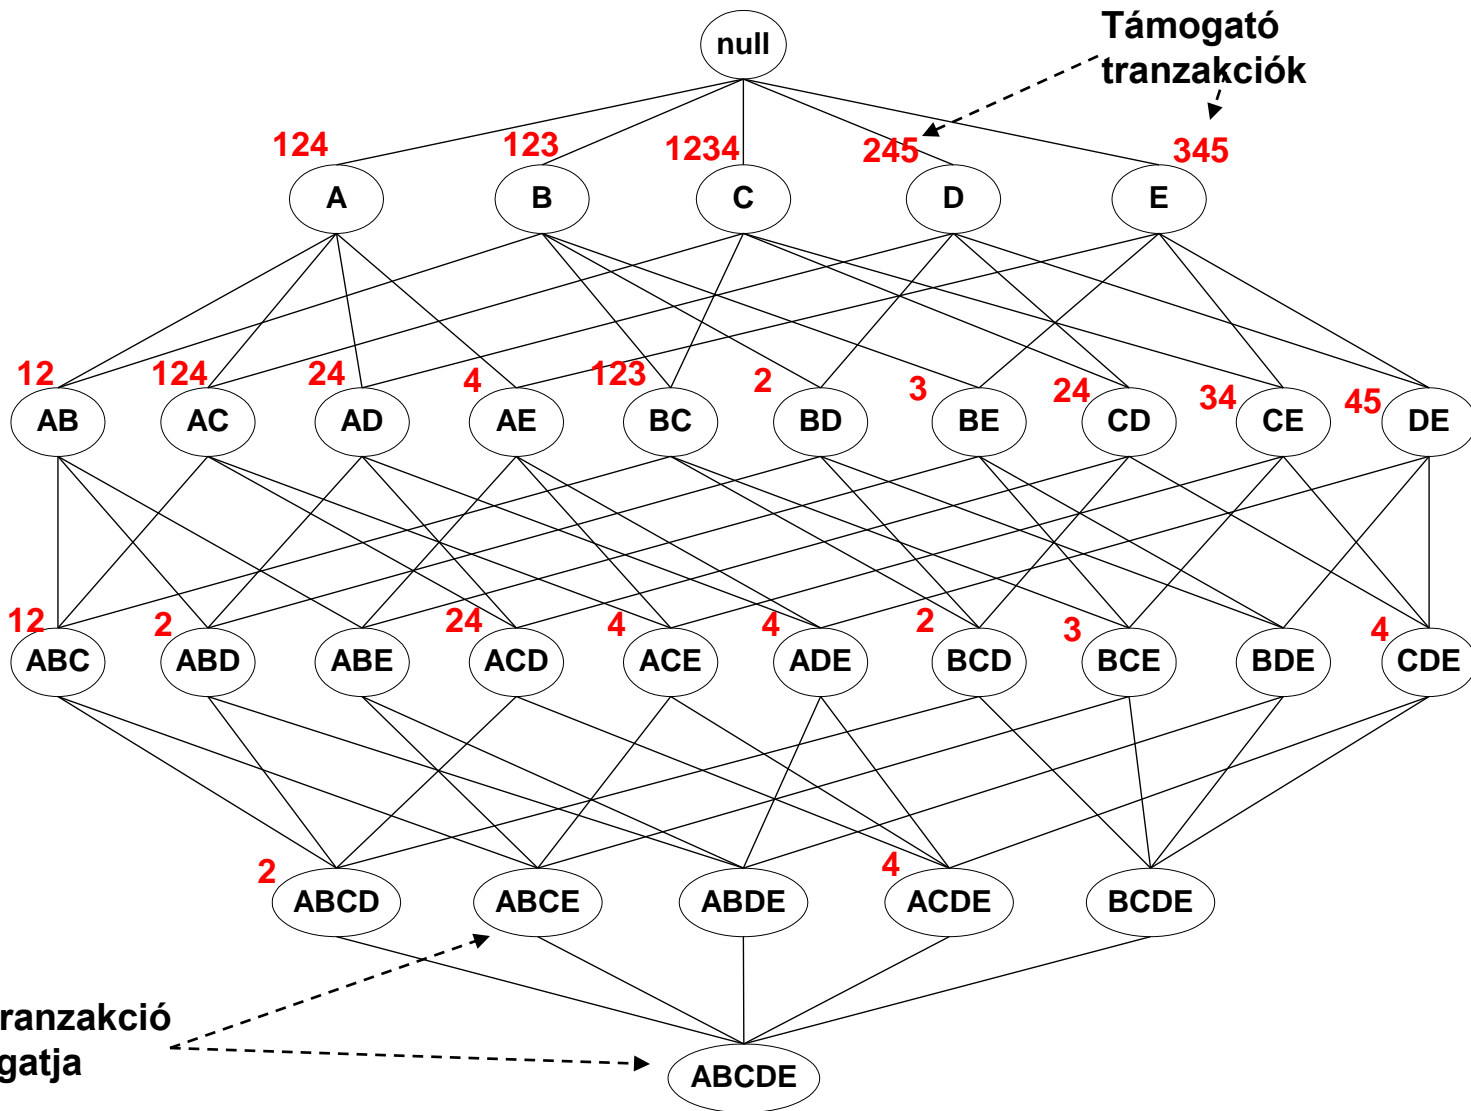 Támogató
tranzakciók
null
124 123 1234 245 345
A B C D E
12 124 24 4 123 2 3 24 34 45
AB AC AD AE BC BD BE CD CE DE
12 2 24 4 4 2 3 4
ABC ABD ABE ACD ACE ADE BCD BCE BDE CDE
2 4
ABCD ABCE ABDE ACDE BCDE
ranzakció
gatja
ABCDE